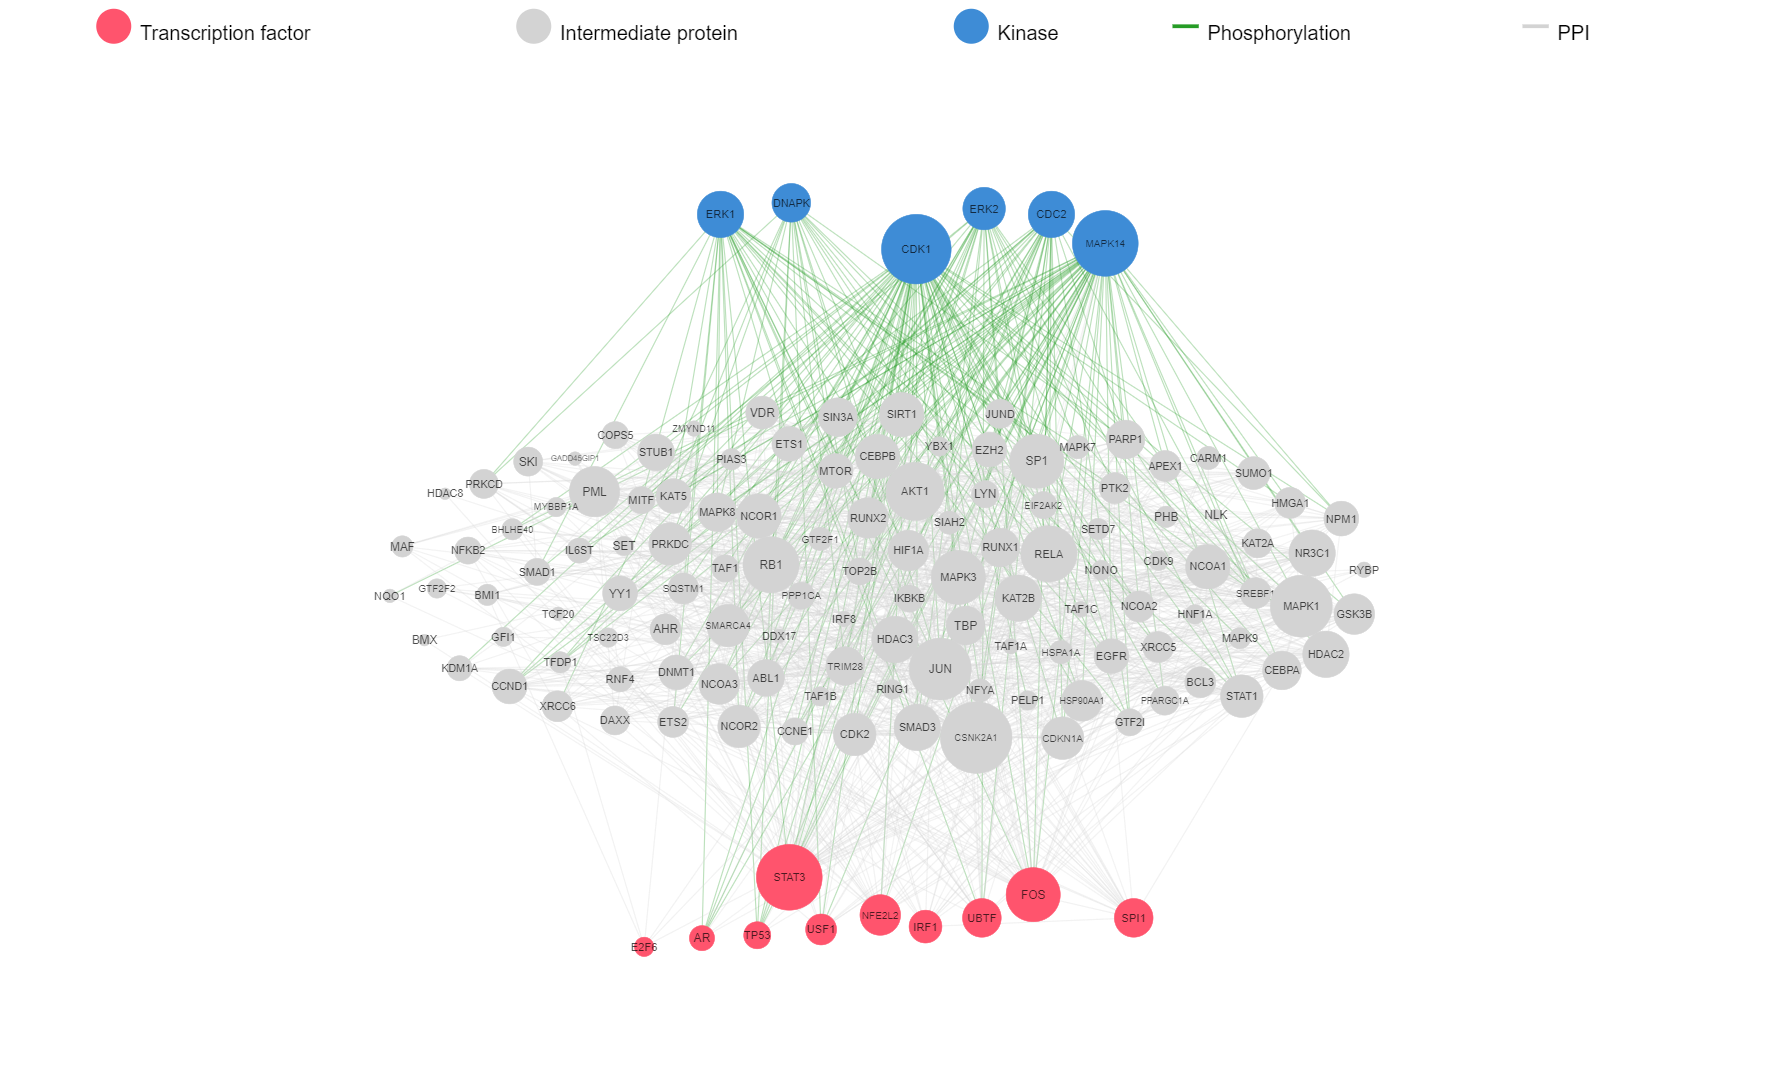 Transcription factor
Intermediate protein
Kinase
Phosphorylation
PPI
ERK1
DNAPK
CDK1
ERK2
CDC2
MAPK14
VDR
SIN3A
SIRT1
JUND
COPS5
ZMYND11
STUB1
PIAS3
ETS1
CEBPB
YBX1
EZH2
SP1
MAPK7
PARP1
APEX1
CARM1
SUMO1
SKI
GADD45GIP1
MTOR
HDAC8
PRKCD
PML
MITF
KAT5
AKT1
LYN
PTK2
HMGA1
MYBBP1A
MAPK8
NCOR1
RUNX2
SIAH2
EIF2AK2
PHB
NLK
NPM1
BHLHE40
SETD7
MAF
NFKB2
IL6ST
SET
PRKDC
GTF2F1
HIF1A
RUNX1
RELA
KAT2A
NR3C1
SMAD1
TAF1
RB1
TOP2B
MAPK3
NONO
CDK9
NCOA1
RYBP
NQO1
GTF2F2
BMI1
YY1
SQSTM1
PPP1CA
IKBKB
KAT2B
TAF1C
NCOA2
HNF1A
SREBF1
MAPK1
GSK3B
TCF20
BMX
GFI1
TSC22D3
AHR
SMARCA4
DDX17
IRF8
HDAC3
TBP
TAF1A
HSPA1A
EGFR
XRCC5
MAPK9
HDAC2
KDM1A
TFDP1
CCND1
RNF4
DNMT1
NCOA3
ABL1
TRIM28
JUN
CEBPA
XRCC6
TAF1B
RING1
NFYA
PELP1
HSP90AA1
PPARGC1A
BCL3
STAT1
DAXX
ETS2
NCOR2
CCNE1
CDK2
SMAD3
CSNK2A1
CDKN1A
GTF2I
STAT3
FOS
E2F6
AR
TP53
USF1
NFE2L2
IRF1
UBTF
SPI1